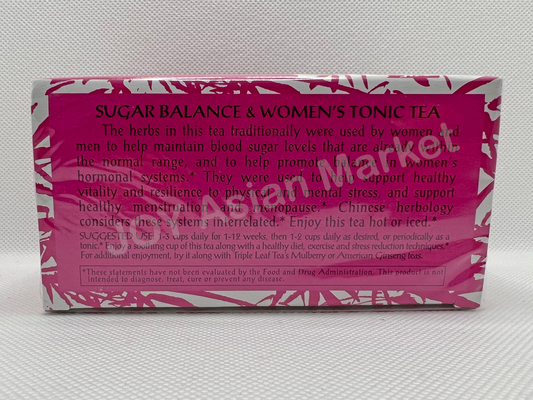 SUGAR BALANCE & WOMEN'S TONIC TEA
The herbs in this tea traditionally were used by women and
men to help maintain blood sugar levels that are already within
the normal range, and to help promote balance in women's
hormonal systems.* They were used to help support healthy
vitality and resilience to physical and mental stress, and support
healthy menstruation and menopause.* Chinese herbology
considers these systems interrelated.* Enjoy this tea hot or iced.*
SUGGESTED USE: 1-3 cups daily for 1-12 weeks, then 1-2 cups daily as desired, or periodically as a
tonic.* Enjoy a soothing cup of this tea along with a healthy diet, exercise and stress reduction techniques.*
For additional enjoyment, try it along with Triple Leaf Tea's Mulberry or American Ginseng teas.
*These statements have not been evaluated by the Food and Drug Administration. This product is not
intended to diagnose, treat, cure or prevent any disease.
Asian Market